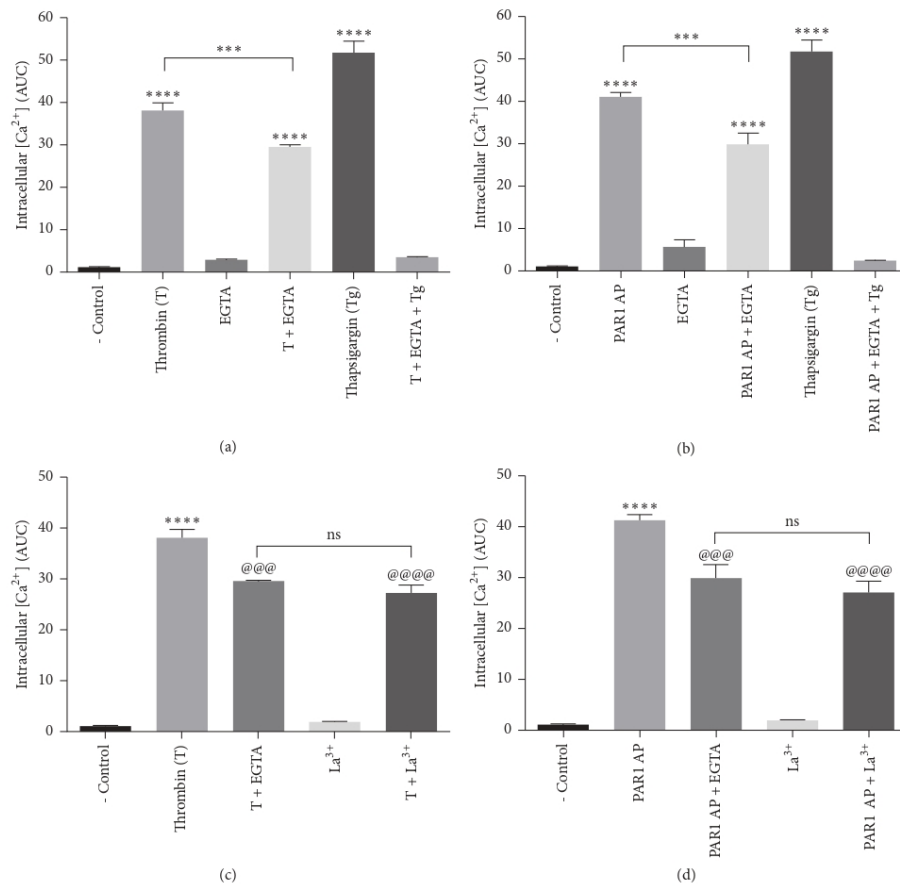 60
50
40
30
20
10
0
Intracellular [Ca²⁺] (AUC)
****
***
****
****
- Control
Thrombin (T)
EGTA
T + EGTA
Thapsigargin (Tg)
T + EGTA + Tg
(a)
60
50
40
30
20
10
0
Intracellular [Ca²⁺] (AUC)
****
***
****
****
- Control
PAR1 AP
EGTA
PAR1 AP + EGTA
Thapsigargin (Tg)
PAR1 AP + EGTA + Tg
(b)
50
40
30
20
10
0
Intracellular [Ca²⁺] (AUC)
****
ns
@@@
@@@@
- Control
Thrombin (T)
T + EGTA
La³⁺
T + La³⁺
(c)
50
40
30
20
10
0
Intracellular [Ca²⁺] (AUC)
****
ns
@@@
@@@@
- Control
PAR1 AP
PAR1 AP + EGTA
La³⁺
PAR1 AP + La³⁺
(d)